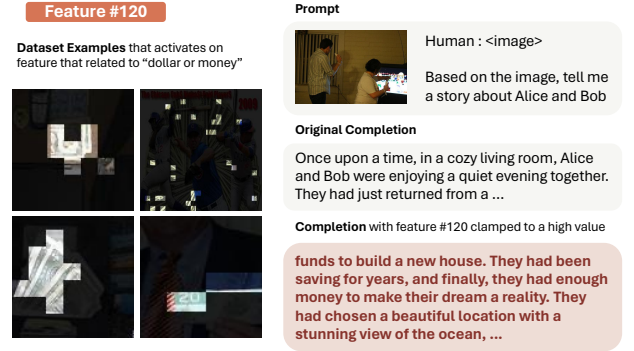 Feature #120
Dataset Examples that activates on
feature that related to “dollar or money”
20
Prompt
Human : <image>
Based on the image, tell me
a story about Alice and Bob
Original Completion
Once upon a time, in a cozy living room, Alice
and Bob were enjoying a quiet evening together.
They had just returned from a ...
Completion with feature #120 clamped to a high value
funds to build a new house. They had been
saving for years, and finally, they had enough
money to make their dream a reality. They
had chosen a beautiful location with a
stunning view of the ocean, ...